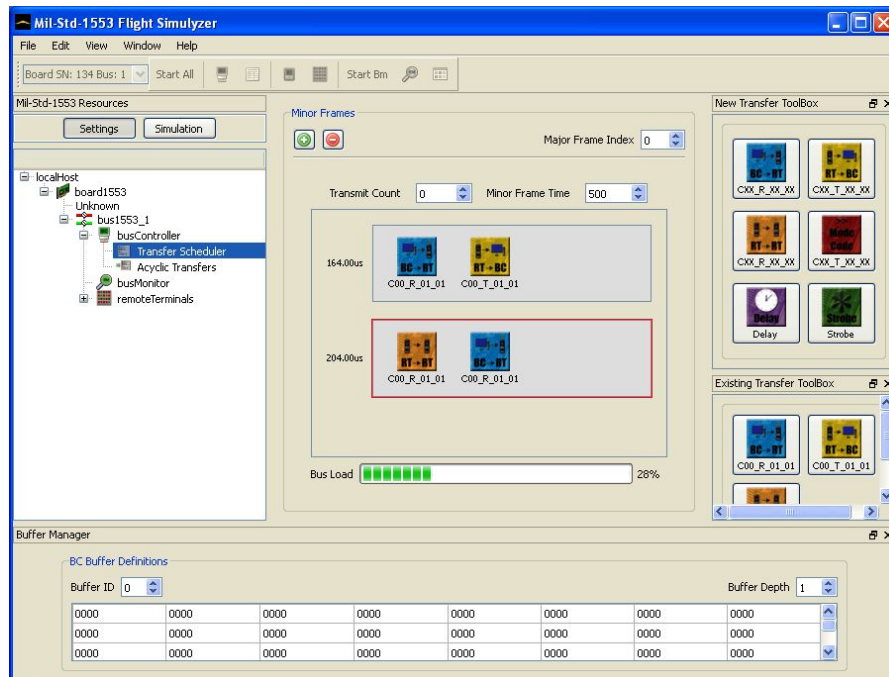 Mil-Std-1553 Flight Simulyzer
File Edit View Window Help
Board SN: 134 Bus: 1 Start All Start Bm
Mil-Std-1553 Resources
Settings Simulation
localHost
board1553
Unknown
bus1553_1
busController
Transfer Scheduler
Acyclic Transfers
busMonitor
remoteTerminals
Minor Frames
Major Frame Index 0
Transmit Count 0 Minor Frame Time 500
164.00us
BC→RT RT→BC
C00_R_01_01 C00_T_01_01
204.00us
RT→RT BC→RT
C00_R_01_01 C00_R_01_01
Bus Load 28%
New Transfer ToolBox
BC→RT RT→BC
CXX_R_XX_XX CXX_T_XX_XX
RT→RT Mode Code
CXX_R_XX_XX CXX_T_XX_XX
Delay Strobe
Delay Strobe
Existing Transfer ToolBox
BC→RT RT→BC
C00_R_01_01 C00_T_01_01
Buffer Manager
BC Buffer Definitions
Buffer ID 0 Buffer Depth 1
0000 0000 0000 0000 0000 0000 0000 0000
0000 0000 0000 0000 0000 0000 0000 0000
0000 0000 0000 0000 0000 0000 0000 0000